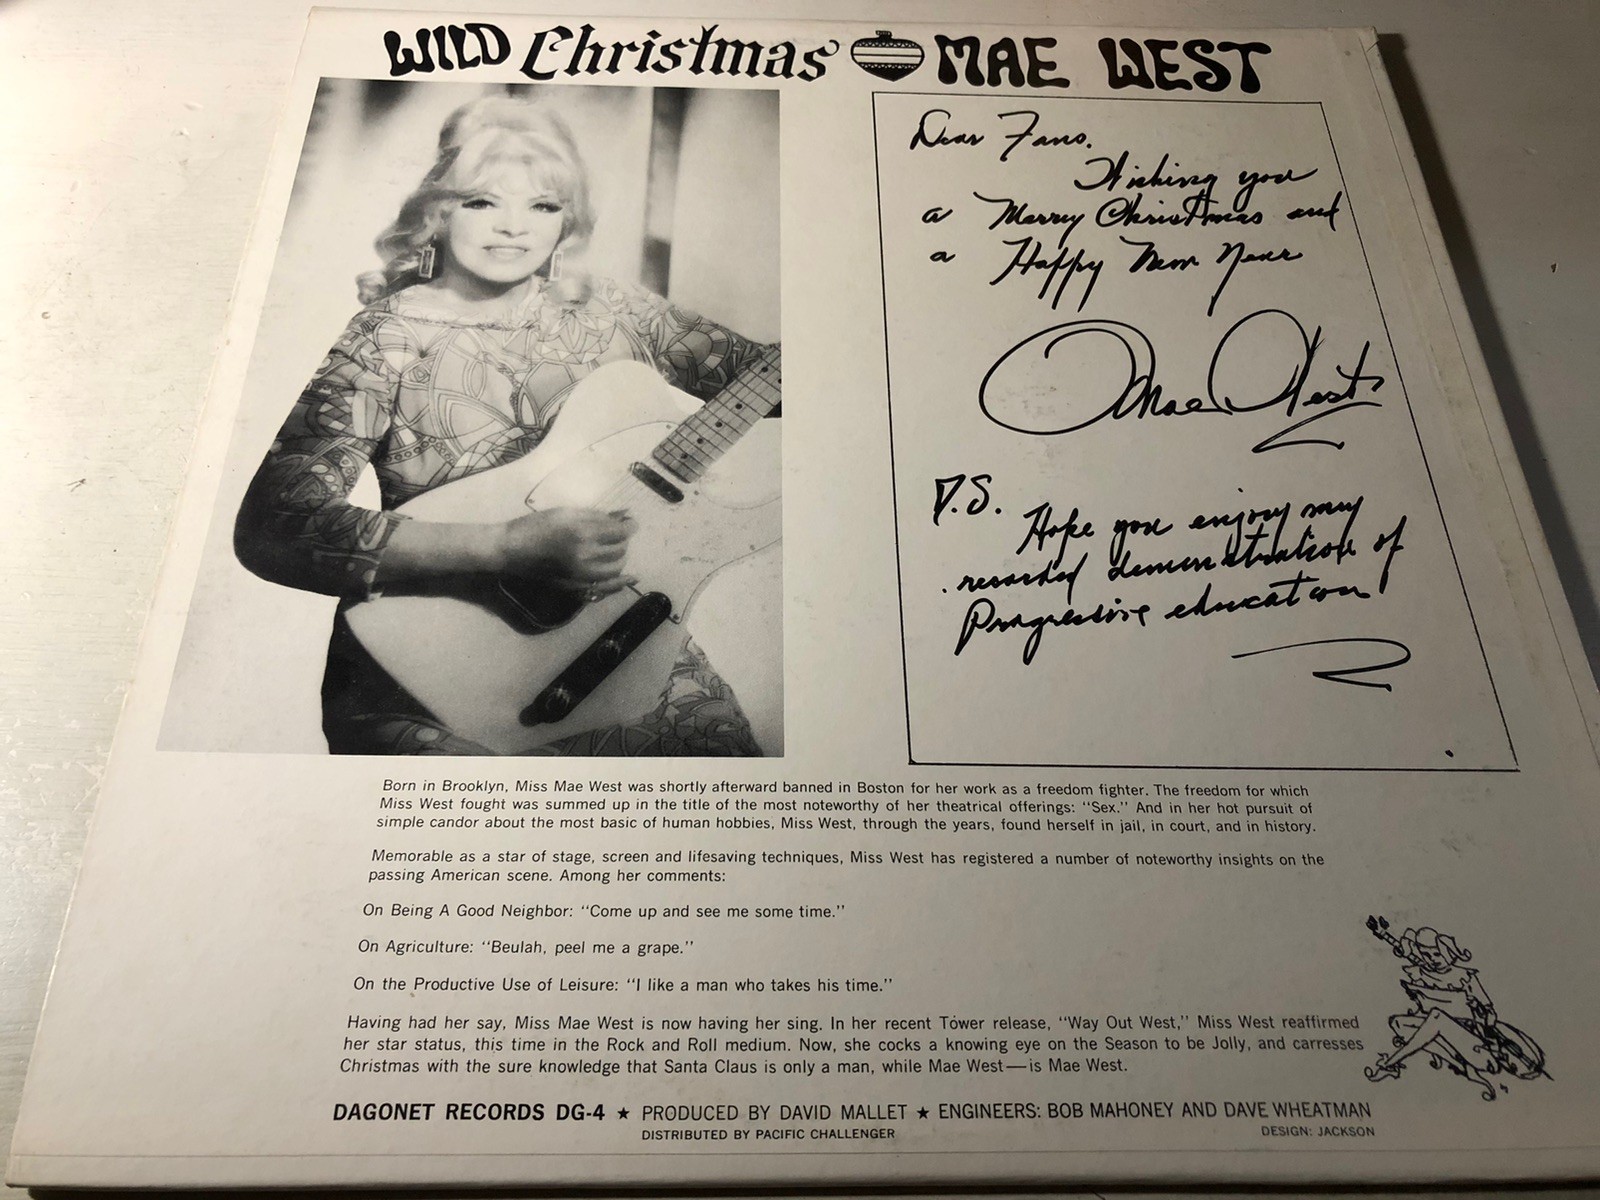 WILD Christmas MAE WEST
Dear Fans,
Wishing you
a Merry Christmas and
a Happy New Year
Mae West
P.S.
Hope you enjoy my
recorded demonstration of
Progressive education
Born in Brooklyn, Miss Mae West was shortly afterward banned in Boston for her work as a freedom fighter. The freedom for which
Miss West fought was summed up in the title of the most noteworthy of her theatrical offerings: "Sex." And in her hot pursuit of
simple candor about the most basic of human hobbies, Miss West, through the years, found herself in jail, in court, and in history.
Memorable as a star of stage, screen and lifesaving techniques, Miss West has registered a number of noteworthy insights on the
passing American scene. Among her comments:
On Being A Good Neighbor: "Come up and see me some time."
On Agriculture: "Beulah, peel me a grape."
On the Productive Use of Leisure: "I like a man who takes his time."
Having had her say, Miss Mae West is now having her sing. In her recent Tower release, "Way Out West," Miss West reaffirmed
her star status, this time in the Rock and Roll medium. Now, she cocks a knowing eye on the Season to be Jolly, and carresses
Christmas with the sure knowledge that Santa Claus is only a man, while Mae West—is Mae West.
DAGONET RECORDS DG-4 ★ PRODUCED BY DAVID MALLET ★ ENGINEERS: BOB MAHONEY AND DAVE WHEATMAN
DISTRIBUTED BY PACIFIC CHALLENGER
DESIGN: JACKSON